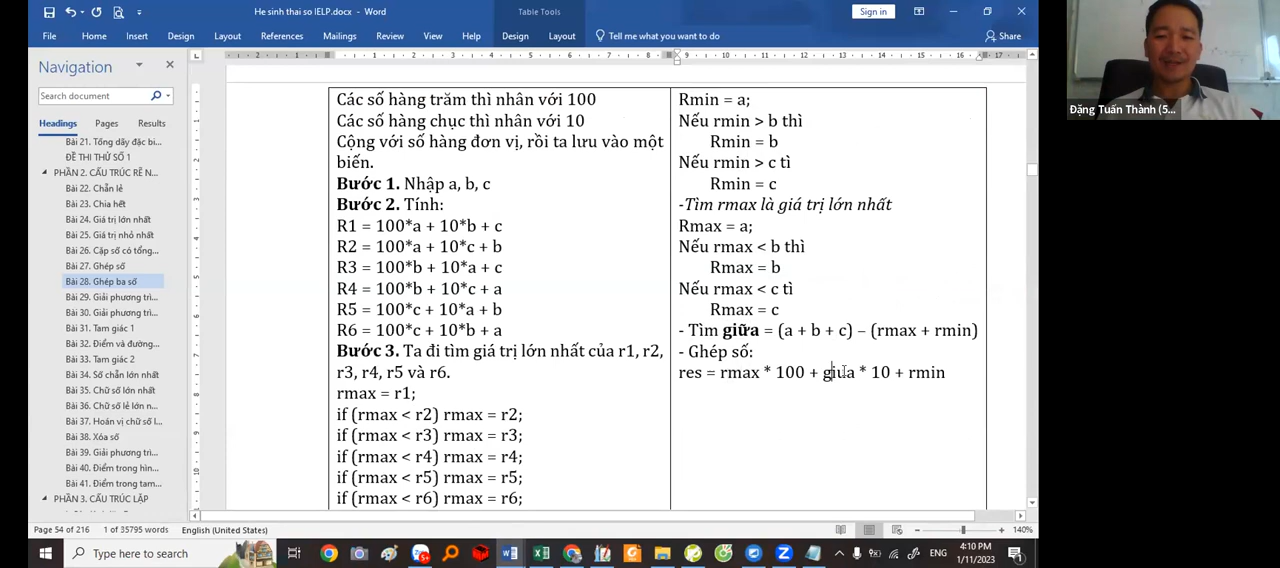 He sinh thai so IELP.docx - Word
Table Tools
Sign in
File
Home
Insert
Design
Layout
References
Mailings
Review
View
Help
Design
Layout
Tell me what you want to do
Share
Navigation
Search document
Headings
Pages
Results
Bài 21. Tổng dãy đặc bi...
ĐỀ THI THỬ SỐ 1
PHẦN 2. CẤU TRÚC RẼ N...
Bài 22. Chẵn lẻ
Bài 23. Chia hết
Bài 24. Giá trị lớn nhất
Bài 25. Giá trị nhỏ nhất
Bài 26. Cặp số có tổng...
Bài 27. Ghép số
Bài 28. Ghép ba số
Bài 29. Giải phương trì...
Bài 30. Giải phương trì...
Bài 31. Tam giác 1
Bài 32. Điểm và đường...
Bài 33. Tam giác 2
Bài 34. Số chẵn lớn nhất
Bài 35. Chữ số lớn nhất
Bài 36. Chữ số lớn nhất
Bài 37. Hoán vị chữ số l...
Bài 38. Xóa số
Bài 39. Giải phương trì...
Bài 40. Điểm trong hìn...
Bài 41. Điểm trong tam...
PHẦN 3. CẤU TRÚC LẶP
Các số hàng trăm thì nhân với 100
Các số hàng chục thì nhân với 10
Cộng với số hàng đơn vị, rồi ta lưu vào một
biến.
Bước 1. Nhập a, b, c
Bước 2. Tính:
R1 = 100*a + 10*b + c
R2 = 100*a + 10*c + b
R3 = 100*b + 10*a + c
R4 = 100*b + 10*c + a
R5 = 100*c + 10*a + b
R6 = 100*c + 10*b + a
Bước 3. Ta đi tìm giá trị lớn nhất của r1, r2,
r3, r4, r5 và r6.
rmax = r1;
if (rmax < r2) rmax = r2;
if (rmax < r3) rmax = r3;
if (rmax < r4) rmax = r4;
if (rmax < r5) rmax = r5;
if (rmax < r6) rmax = r6;
Rmin = a;
Nếu rmin > b thì
Rmin = b
Nếu rmin > c tì
Rmin = c
-Tìm rmax là giá trị lớn nhất
Rmax = a;
Nếu rmax < b thì
Rmax = b
Nếu rmax < c tì
Rmax = c
- Tìm giữa = (a + b + c) – (rmax + rmin)
- Ghép số:
res = rmax * 100 + giua * 10 + rmin
Đặng Tuấn Thành (5...
Page 54 of 216
1 of 35795 words
English (United States)
140%
Type here to search
ENG
4:10 PM
1/11/2023